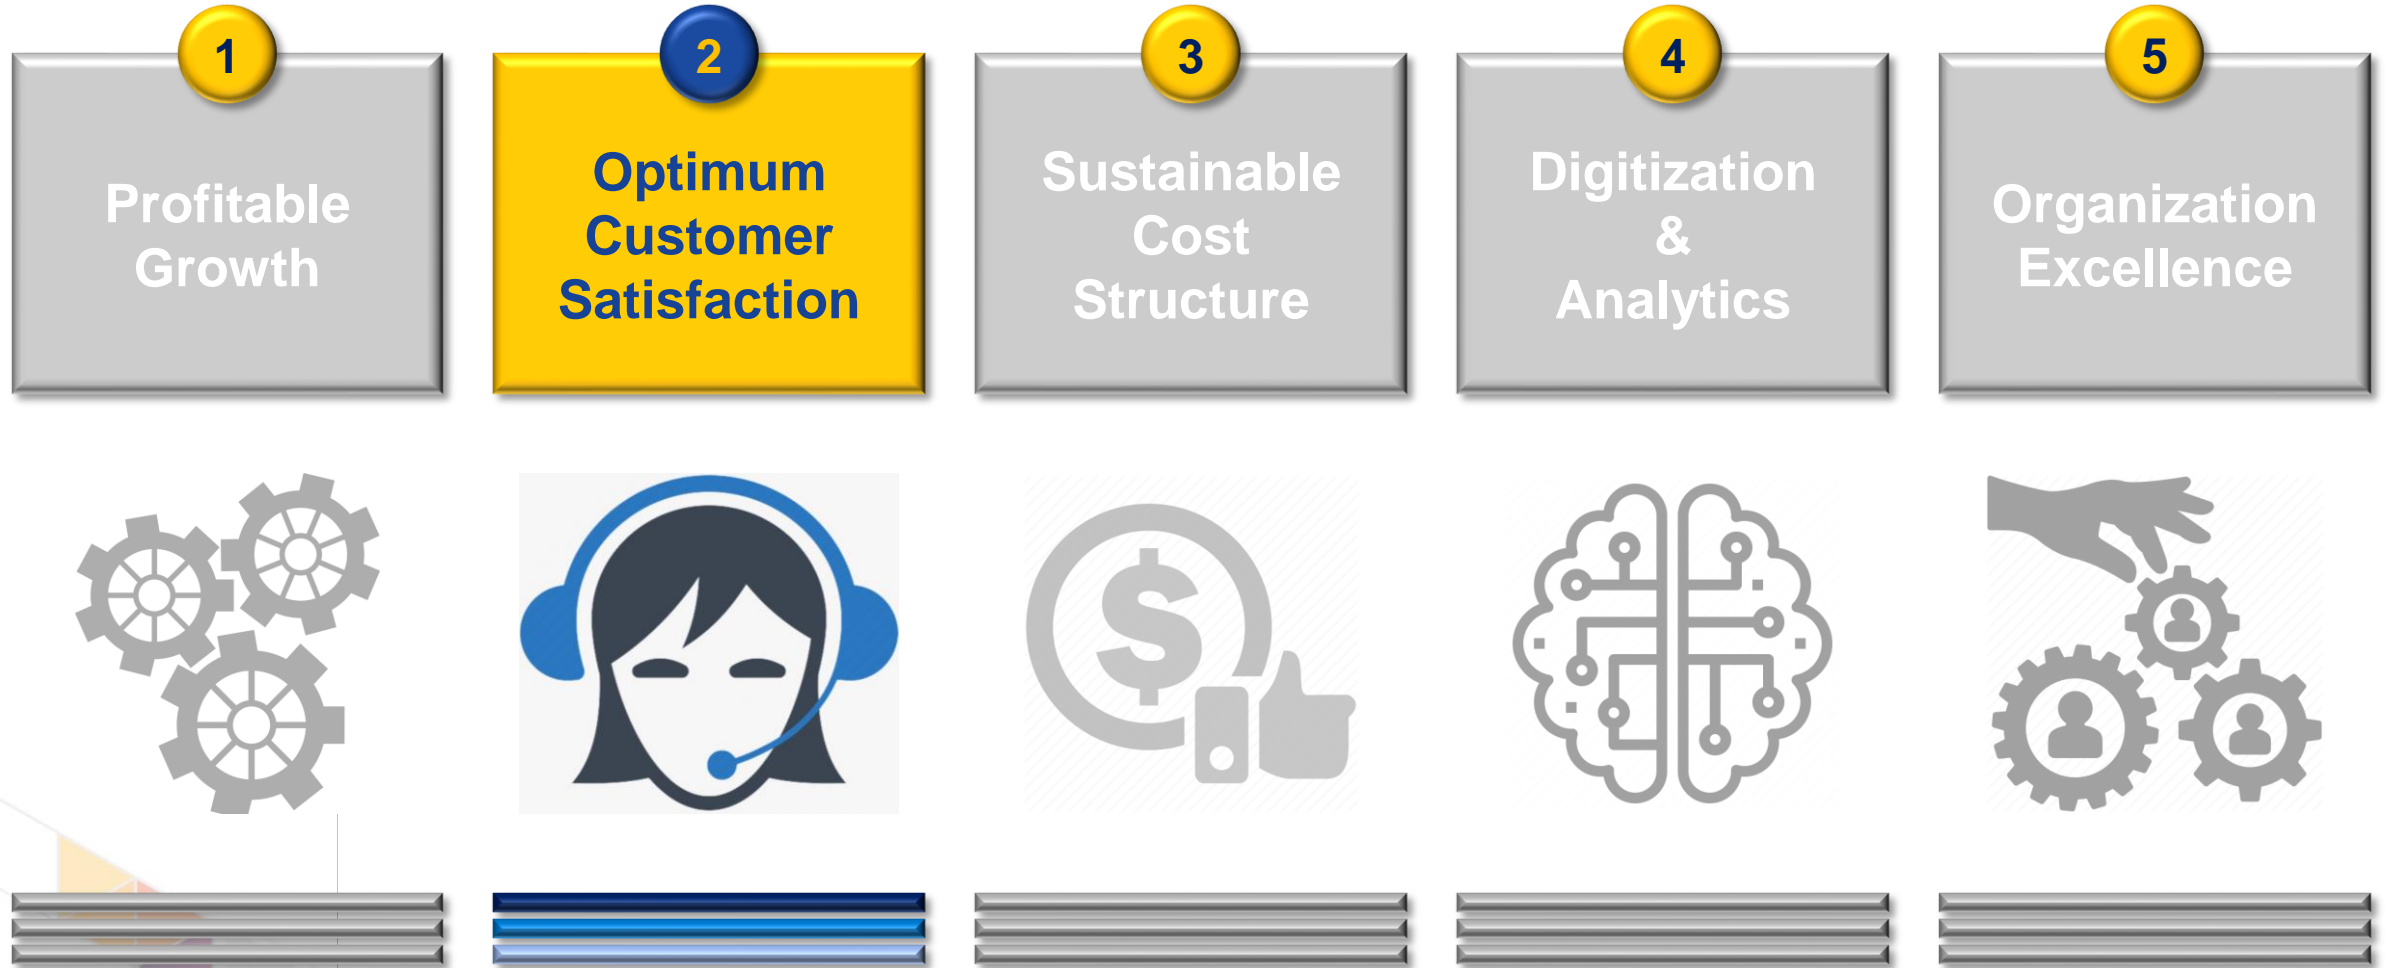 1
Profitable
Growth
2
Optimum
Customer
Satisfaction
3
Sustainable
Cost
Structure
4
Digitization
&
Analytics
5
Organization
Excellence
$